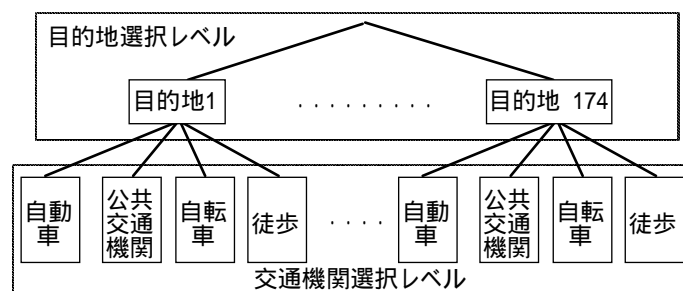 目的地選択レベル
目的地1
.........
目的地 174
自動
車
公共
交通
機関
自転
車
徒歩
....
自動
車
公共
交通
機関
自転
車
徒歩
交通機関選択レベル